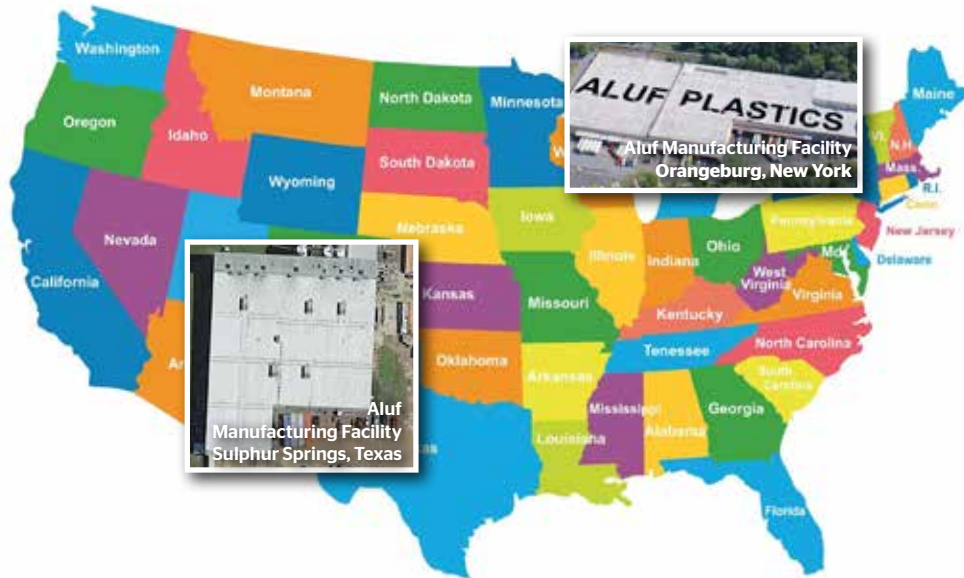 Washington
Montana
North Dakota
Minnesota
Maine
Oregon
Idaho
South Dakota
Wyoming
Nebraska
Iowa
Nevada
California
Kansas
Missouri
Illinois
Indiana
Ohio
Pennsylvania
Vt.
N.H.
Mass
R.I.
Conn.
New Jersey
Md
Delaware
West
Virginia
Virginia
Kentucky
North Carolina
Tennessee
South
Carolina
Oklahoma
Arkansas
Mississippi
Alabama
Georgia
Louisiana
Florida
ALUF PLASTICS
Aluf Manufacturing Facility
Orangeburg, New York
Aluf
Manufacturing Facility
Sulphur Springs, Texas